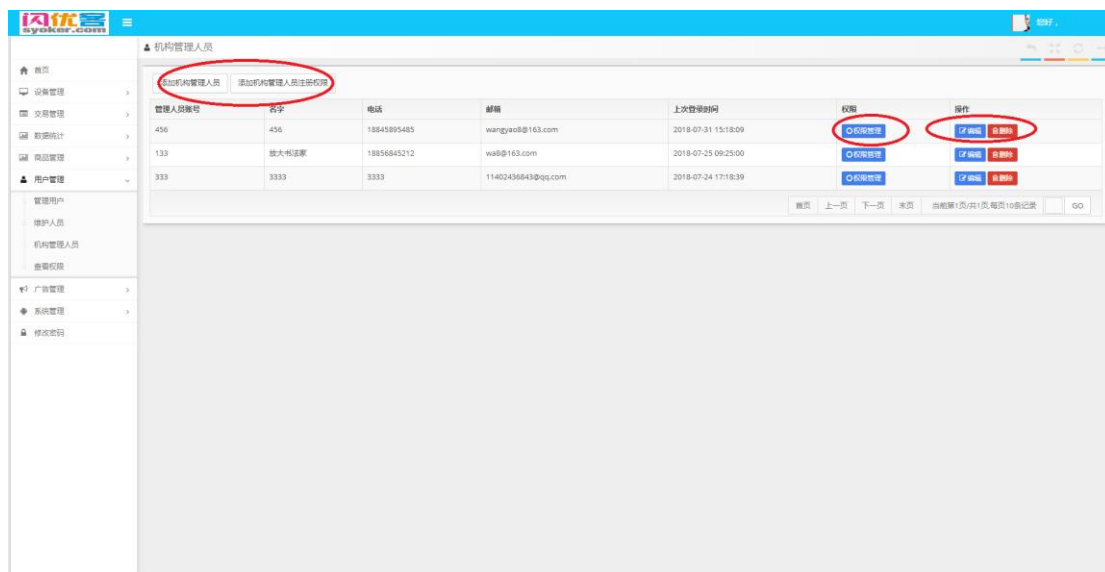 闪优客
syoker.com
您好，
机构管理人员
首页
设备管理
交易管理
数据统计
商品管理
用户管理
管理用户
维护人员
机构管理人员
查看权限
广告管理
系统管理
修改密码
添加机构管理人员 添加机构管理人员注册权限
管理人员账号 名字 电话 邮箱 上次登录时间 权限 操作
456 456 18845895485 wangyao8@163.com 2018-07-31 15:18:09 权限管理 编辑 删除
133 放大书法家 18856845212 wa8@163.com 2018-07-25 09:25:00 权限管理 编辑 删除
333 3333 3333 11402436843@qq.com 2018-07-24 17:18:39 权限管理 编辑 删除
首页 上一页 下一页 末页 当前第1页/共1页,每页10条记录 GO